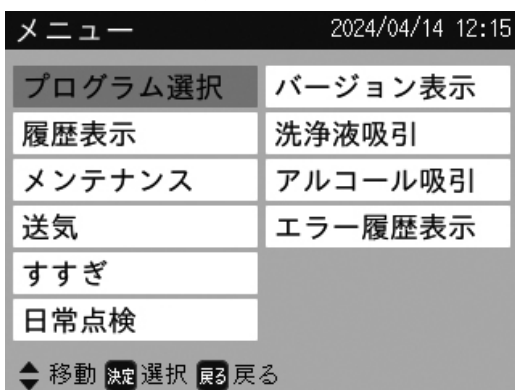 メニュー 2024/04/14 12:15
プログラム選択 バージョン表示
履歴表示 洗浄液吸引
メンテナンス アルコール吸引
送気 エラー履歴表示
すすぎ
日常点検
移動 決定 選択 戻る 戻る